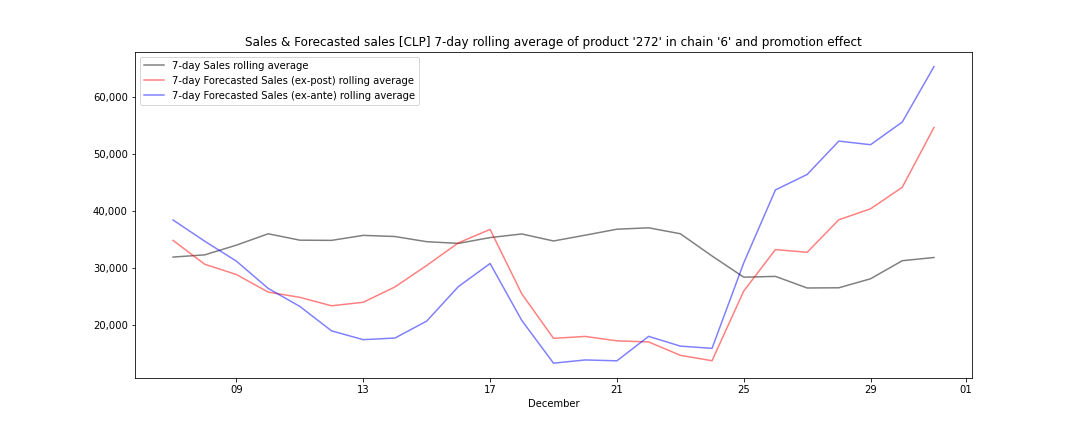 Sales & Forecasted sales [CLP] 7-day rolling average of product '272' in chain '6' and promotion effect
7-day Sales rolling average
7-day Forecasted Sales (ex-post) rolling average
7-day Forecasted Sales (ex-ante) rolling average
60,000
50,000
40,000
30,000
20,000
09 13 17 21 25 29 01
December